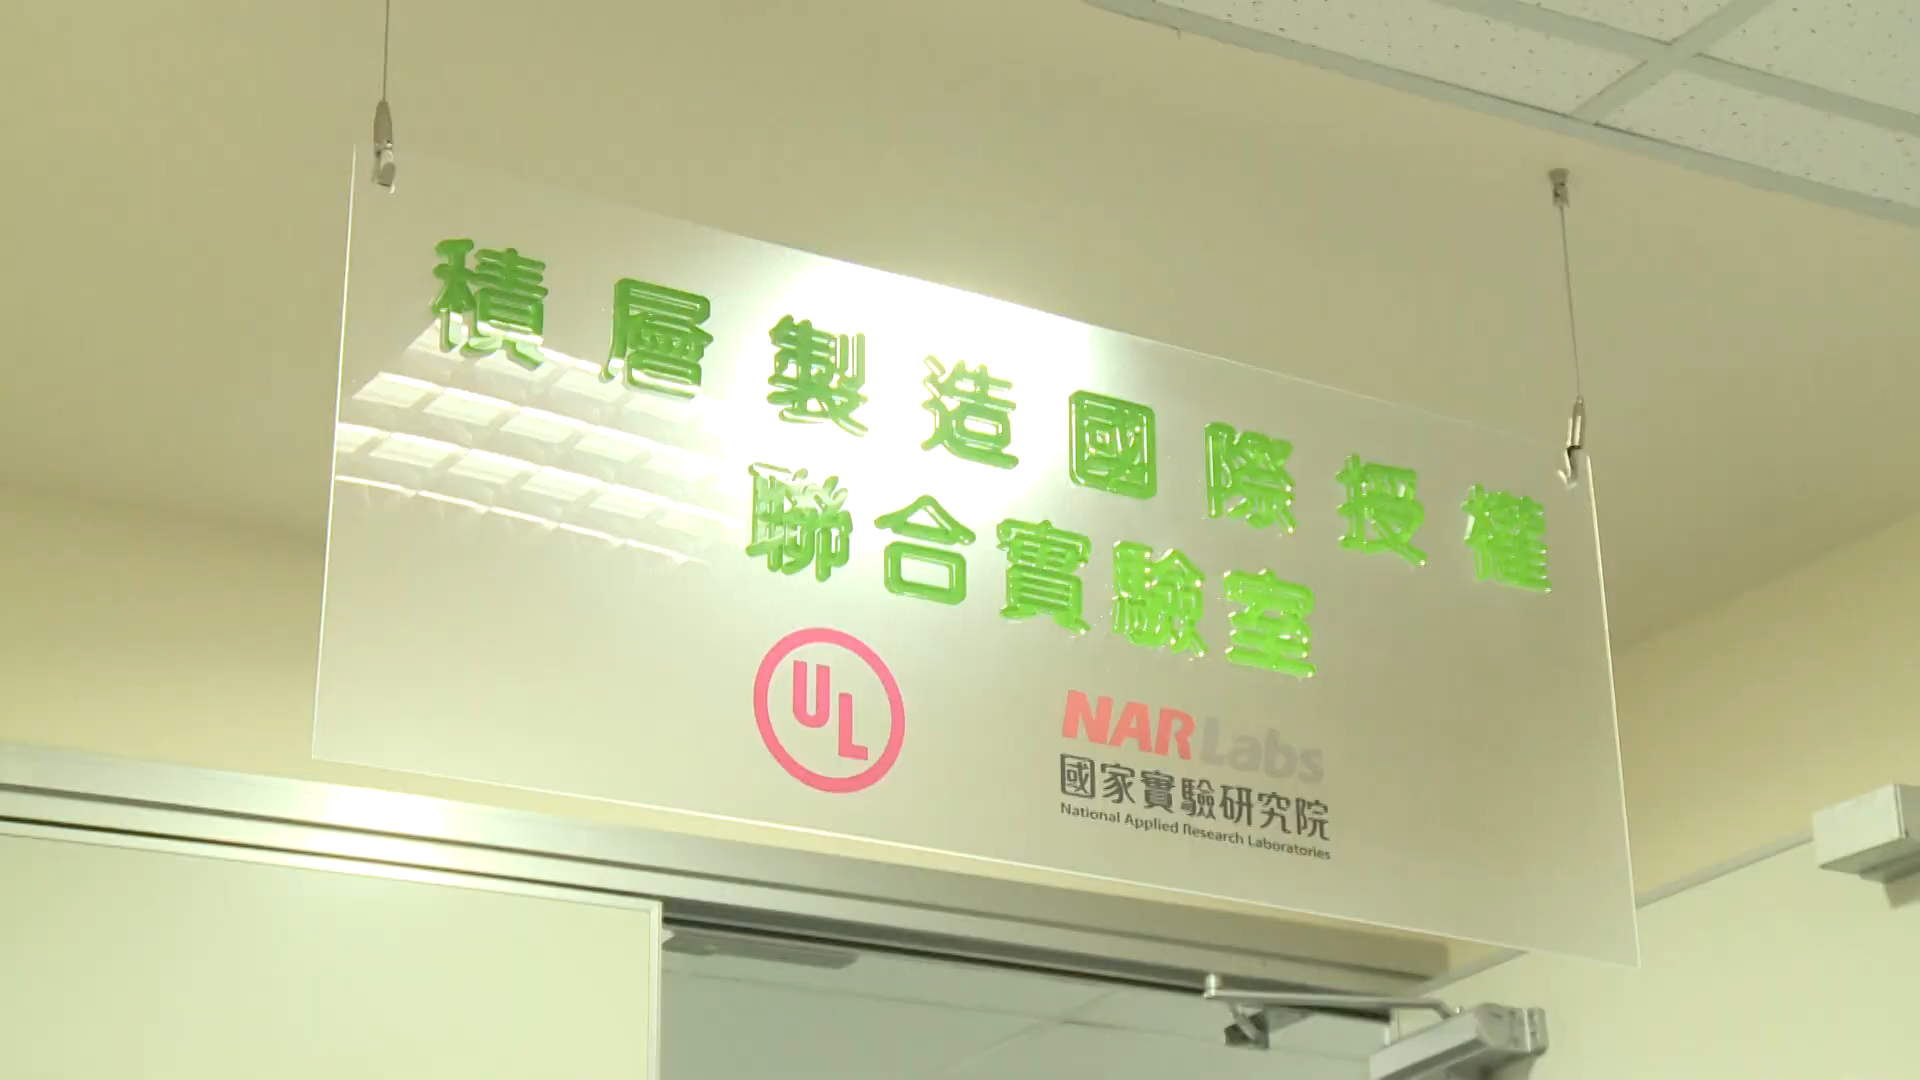 積層製造國際授權
聯合實驗室
UL
NARLabs
國家實驗研究院
National Applied Research Laboratories